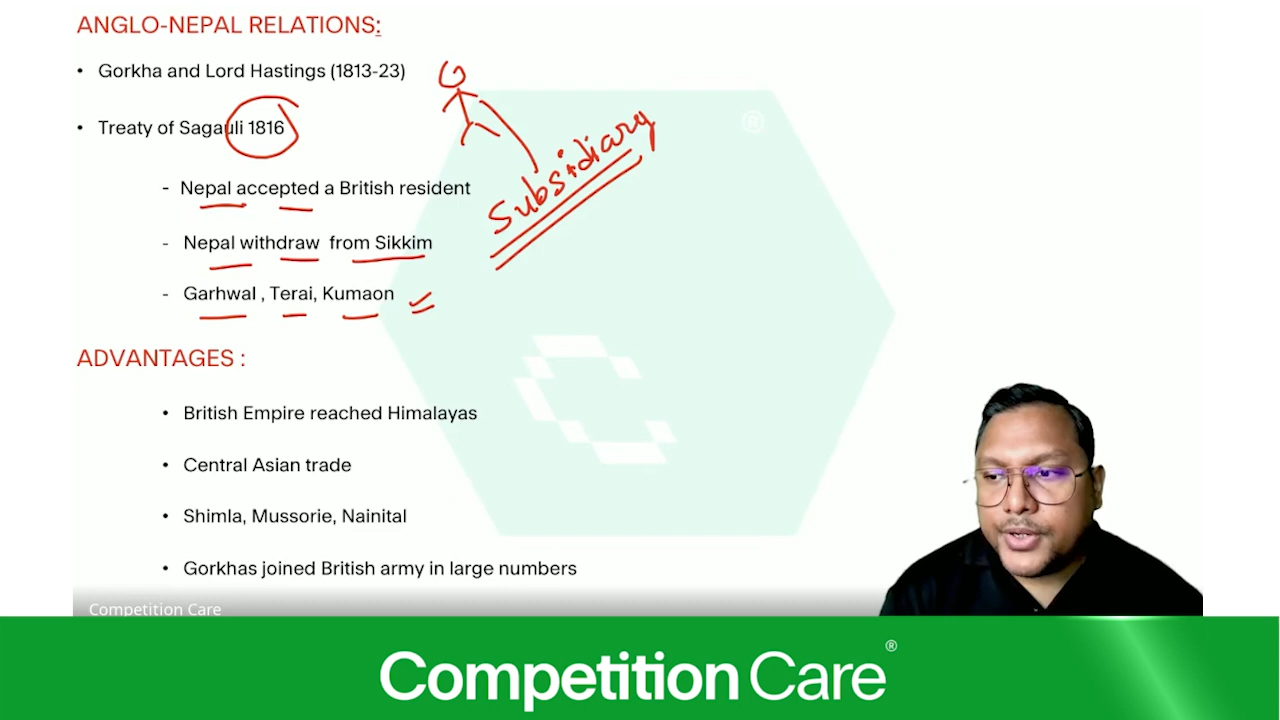 ANGLO-NEPAL RELATIONS:
• Gorkha and Lord Hastings (1813-23)
• Treaty of Sagauli 1816
- Nepal accepted a British resident
- Nepal withdraw from Sikkim
- Garhwal , Terai, Kumaon
Subsidiary
ADVANTAGES :
• British Empire reached Himalayas
• Central Asian trade
• Shimla, Mussorie, Nainital
• Gorkhas joined British army in large numbers
Competition Care
Competition Care®